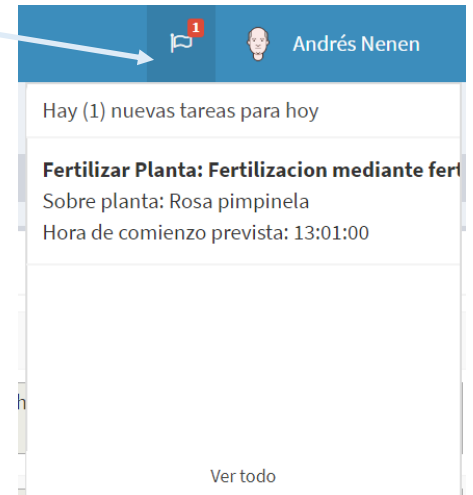 1
Andrés Nenen
Hay (1) nuevas tareas para hoy
Fertilizar Planta: Fertilizacion mediante fert
Sobre planta: Rosa pimpinela
Hora de comienzo prevista: 13:01:00
h
Ver todo